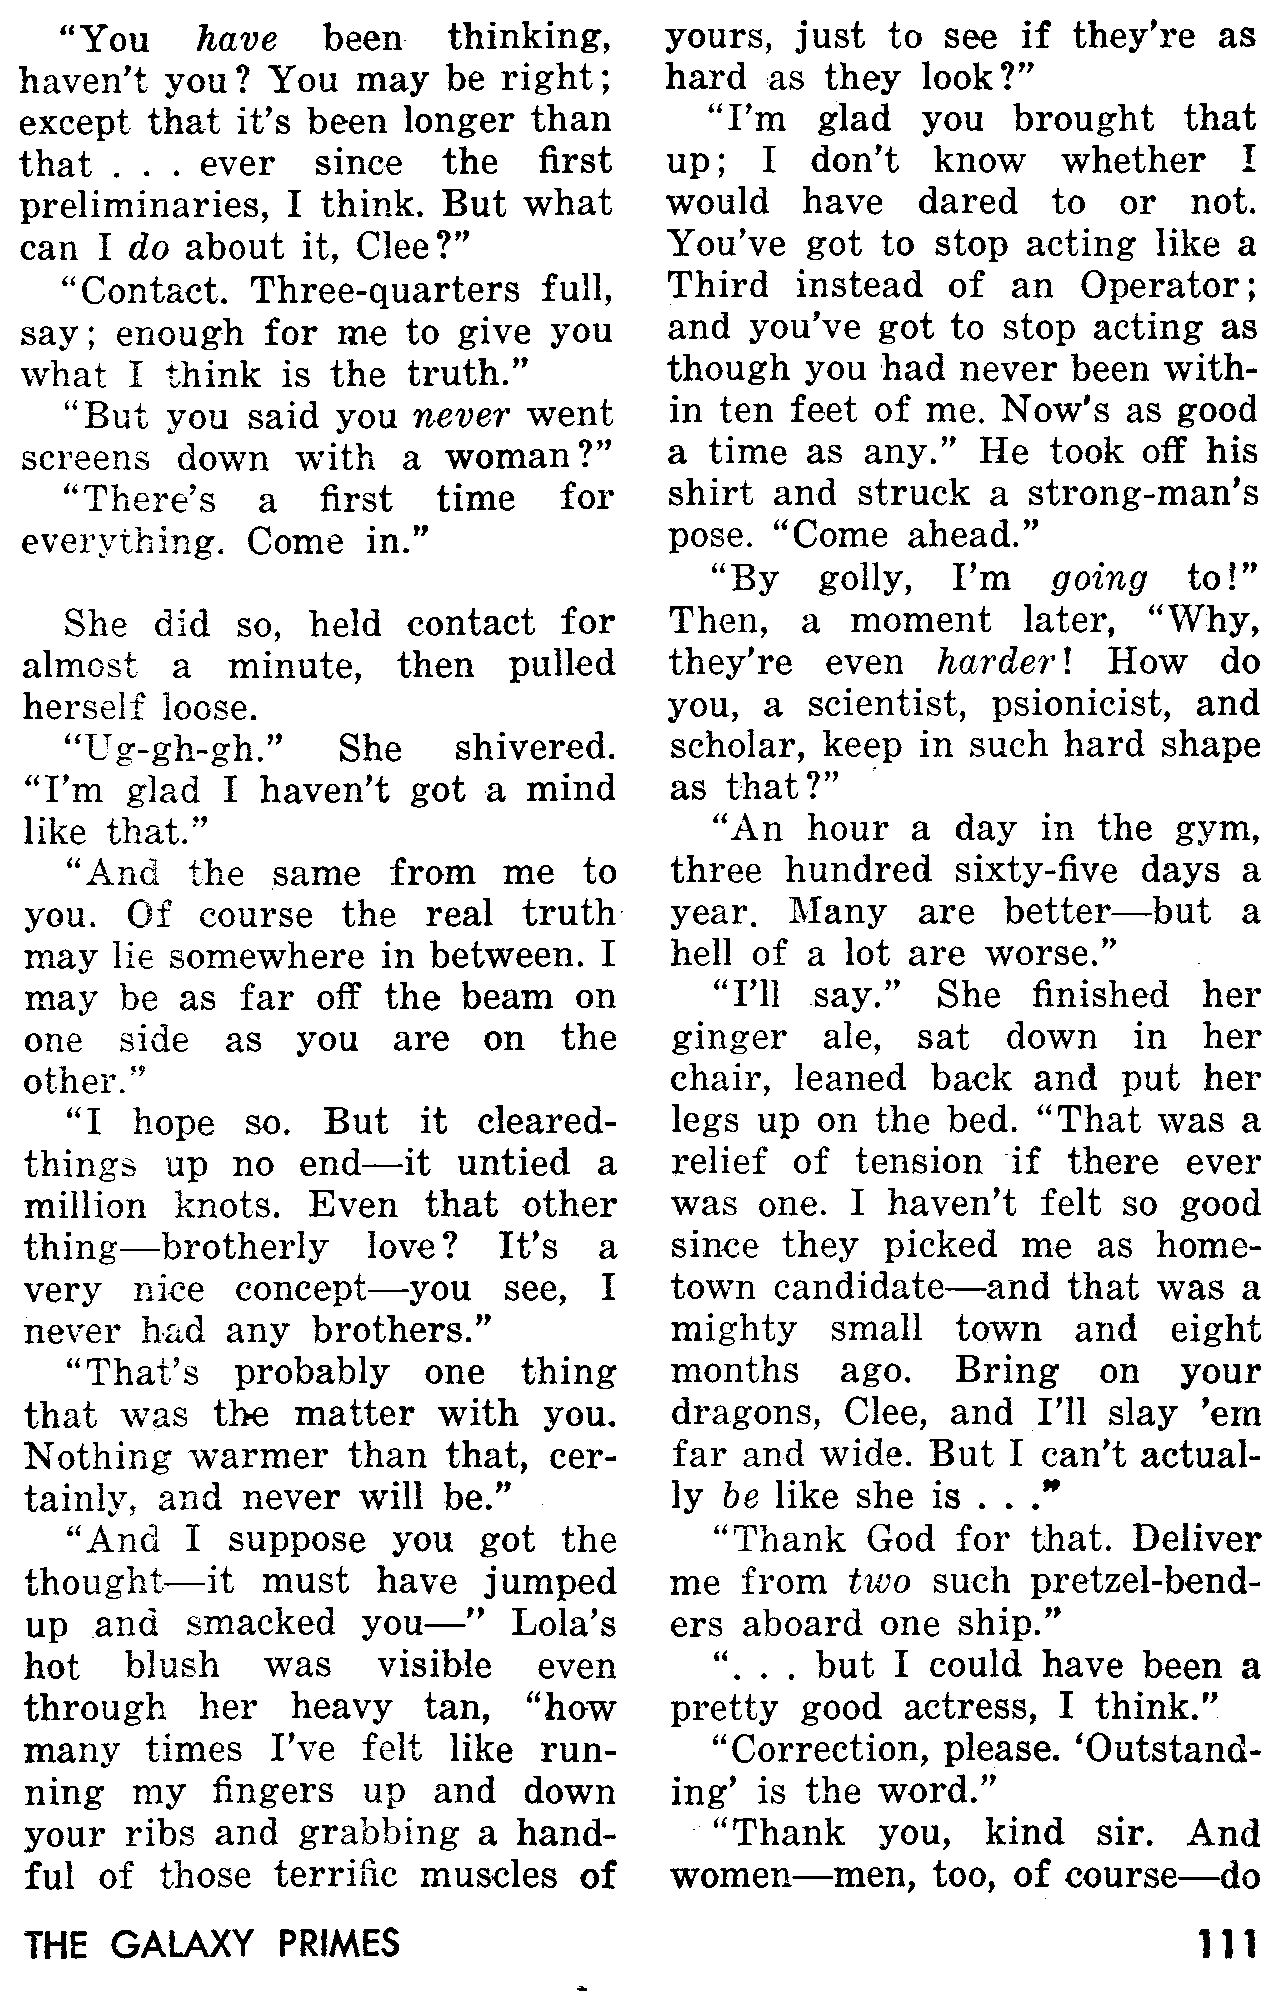 “You have been thinking,
haven't you? You may be right;
except that it's been longer than
that . . . ever since the first
preliminaries, I think. But what
can I do about it, Clee?”
“Contact. Three-quarters full,
say; enough for me to give you
what I think is the truth.”
“But you said you never went
screens down with a woman?”
“There's a first time for
everything. Come in.”
She did so, held contact for
almost a minute, then pulled
herself loose.
“Ug-gh-gh.” She shivered.
“I'm glad I haven't got a mind
like that.”
“And the same from me to
you. Of course the real truth
may lie somewhere in between. I
may be as far off the beam on
one side as you are on the
other.”
“I hope so. But it cleared-
things up no end—it untied a
million knots. Even that other
thing—brotherly love? It's a
very nice concept—you see, I
never had any brothers.”
“That's probably one thing
that was the matter with you.
Nothing warmer than that, cer-
tainly, and never will be.”
“And I suppose you got the
thought—it must have jumped
up and smacked you—” Lola's
hot blush was visible even
through her heavy tan, “how
many times I've felt like run-
ning my fingers up and down
your ribs and grabbing a hand-
ful of those terrific muscles of
yours, just to see if they're as
hard as they look?”
“I'm glad you brought that
up; I don't know whether I
would have dared to or not.
You've got to stop acting like a
Third instead of an Operator;
and you've got to stop acting as
though you had never been with-
in ten feet of me. Now's as good
a time as any.” He took off his
shirt and struck a strong-man's
pose. “Come ahead.”
“By golly, I'm going to!”
Then, a moment later, “Why,
they're even harder! How do
you, a scientist, psionicist, and
scholar, keep in such hard shape
as that?”
“An hour a day in the gym,
three hundred sixty-five days a
year. Many are better—but a
hell of a lot are worse.”
“I'll say.” She finished her
ginger ale, sat down in her
chair, leaned back and put her
legs up on the bed. “That was a
relief of tension if there ever
was one. I haven't felt so good
since they picked me as home-
town candidate—and that was a
mighty small town and eight
months ago. Bring on your
dragons, Clee, and I'll slay 'em
far and wide. But I can't actual-
ly be like she is . . .”
“Thank God for that. Deliver
me from two such pretzel-bend-
ers aboard one ship.”
“. . . but I could have been a
pretty good actress, I think.”
“Correction, please. ‘Outstand-
ing’ is the word.”
“Thank you, kind sir. And
women—men, too, of course—do
THE GALAXY PRIMES 111